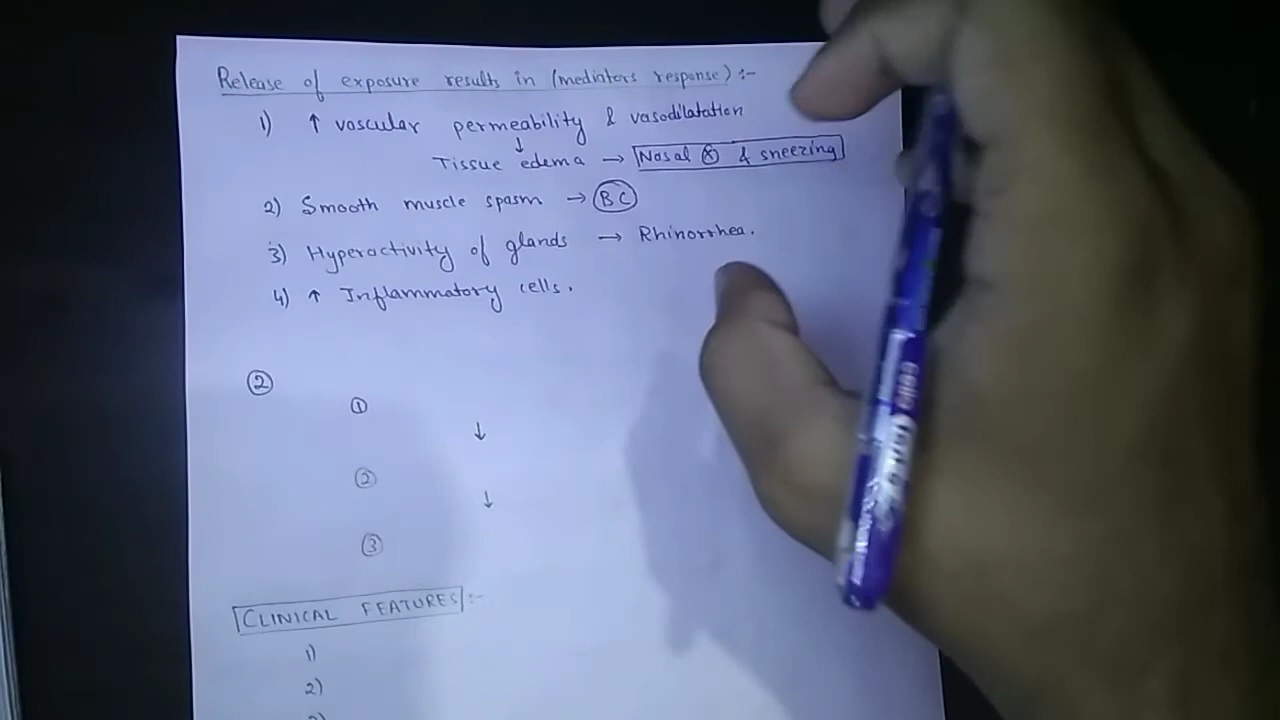 Release of exposure results in (mediators response) :-
1) ↑ vascular permeability & vasodilatation
↓
Tissue edema → Nasal ⊗ & sneezing
2) Smooth muscle spasm → BC
3) Hyperactivity of glands → Rhinorrhea.
4) ↑ Inflammatory cells.
②
①
↓
②
↓
③
CLINICAL FEATURES :-
1)
2)
3)